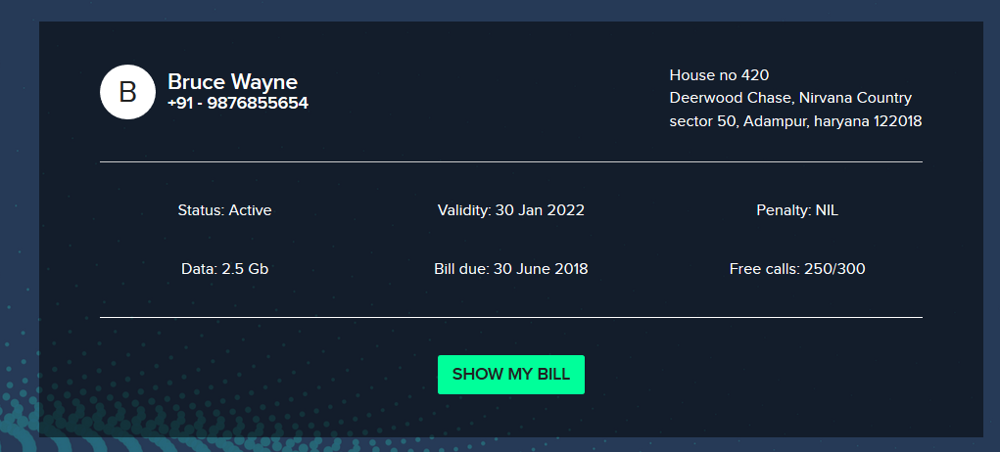 B
Bruce Wayne
+91 - 9876855654
House no 420
Deerwood Chase, Nirvana Country
sector 50, Adampur, haryana 122018
Status: Active
Validity: 30 Jan 2022
Penalty: NIL
Data: 2.5 Gb
Bill due: 30 June 2018
Free calls: 250/300
SHOW MY BILL